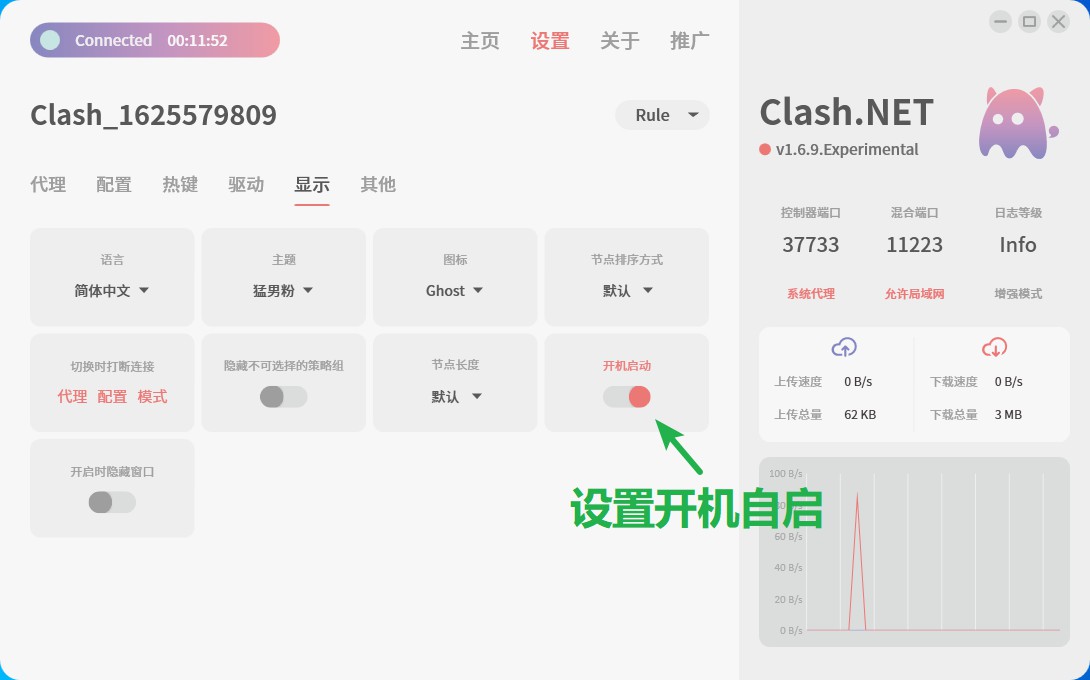 Connected 00:11:52
主页 设置 关于 推广
Clash_1625579809
Rule
代理 配置 热键 驱动 显示 其他
语言
简体中文
主题
猛男粉
图标
Ghost
节点排序方式
默认
切换时打断连接
代理 配置 模式
隐藏不可选择的策略组
节点长度
默认
开机启动
开启时隐藏窗口
设置开机自启
Clash.NET
v1.6.9.Experimental
控制器端口 混合端口 日志等级
37733 11223 Info
系统代理 允许局域网 增强模式
上传速度 0 B/s
上传总量 62 KB
下载速度 0 B/s
下载总量 3 MB
100 B/s
60 B/s
40 B/s
20 B/s
0 B/s